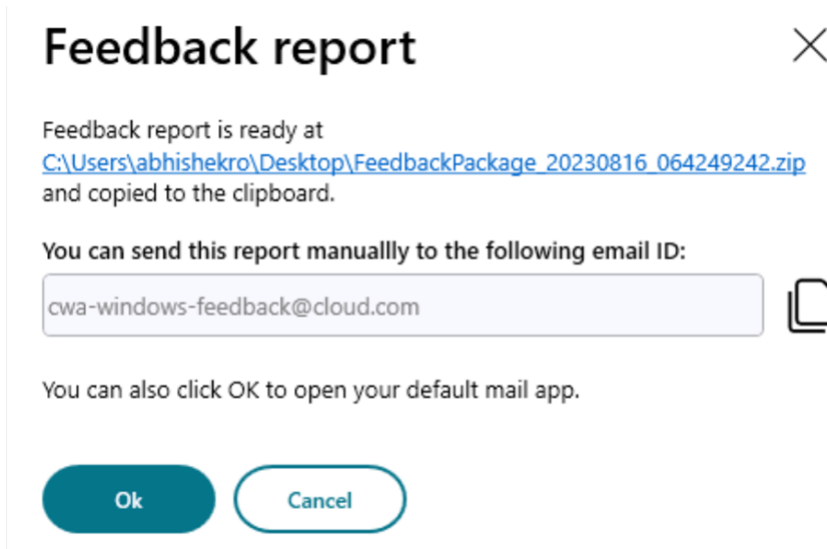 Feedback report
Feedback report is ready at
C:\Users\abhishekro\Desktop\FeedbackPackage_20230816_064249242.zip
and copied to the clipboard.
You can send this report manuallly to the following email ID:
cwa-windows-feedback@cloud.com
You can also click OK to open your default mail app.
Ok
Cancel